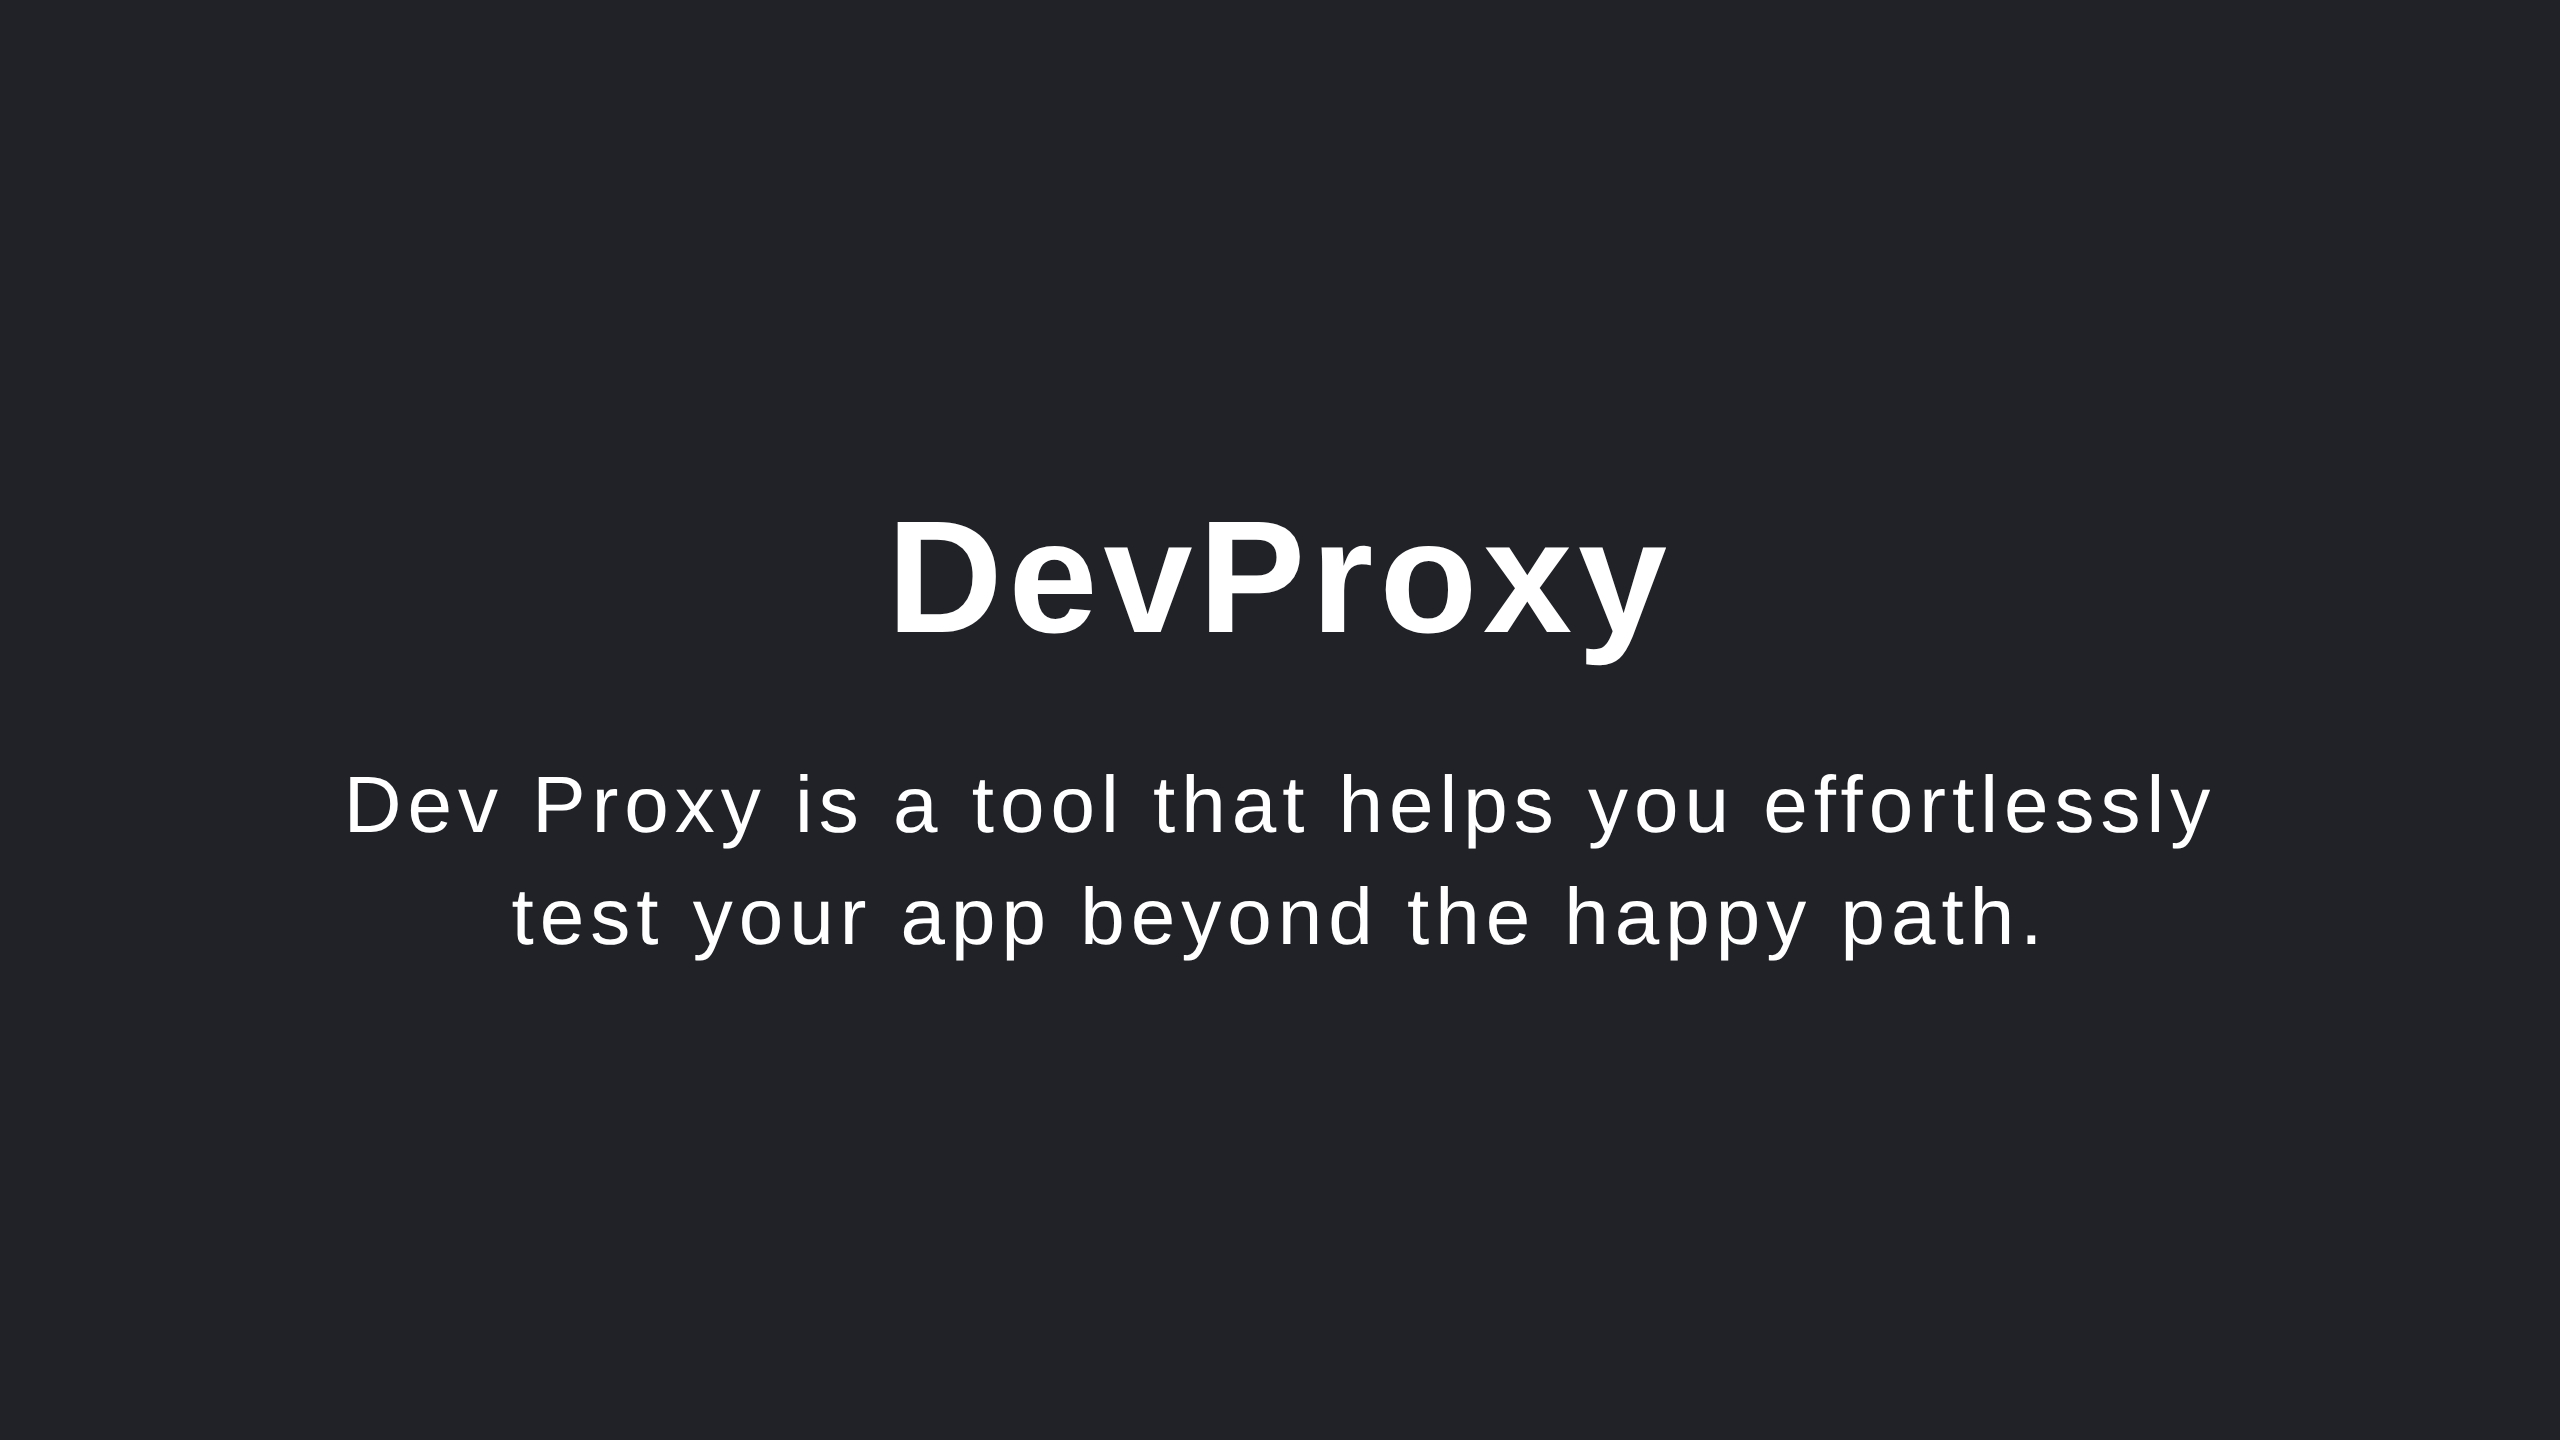 DevProxy
Dev Proxy is a tool that helps you effortlessly
test your app beyond the happy path.